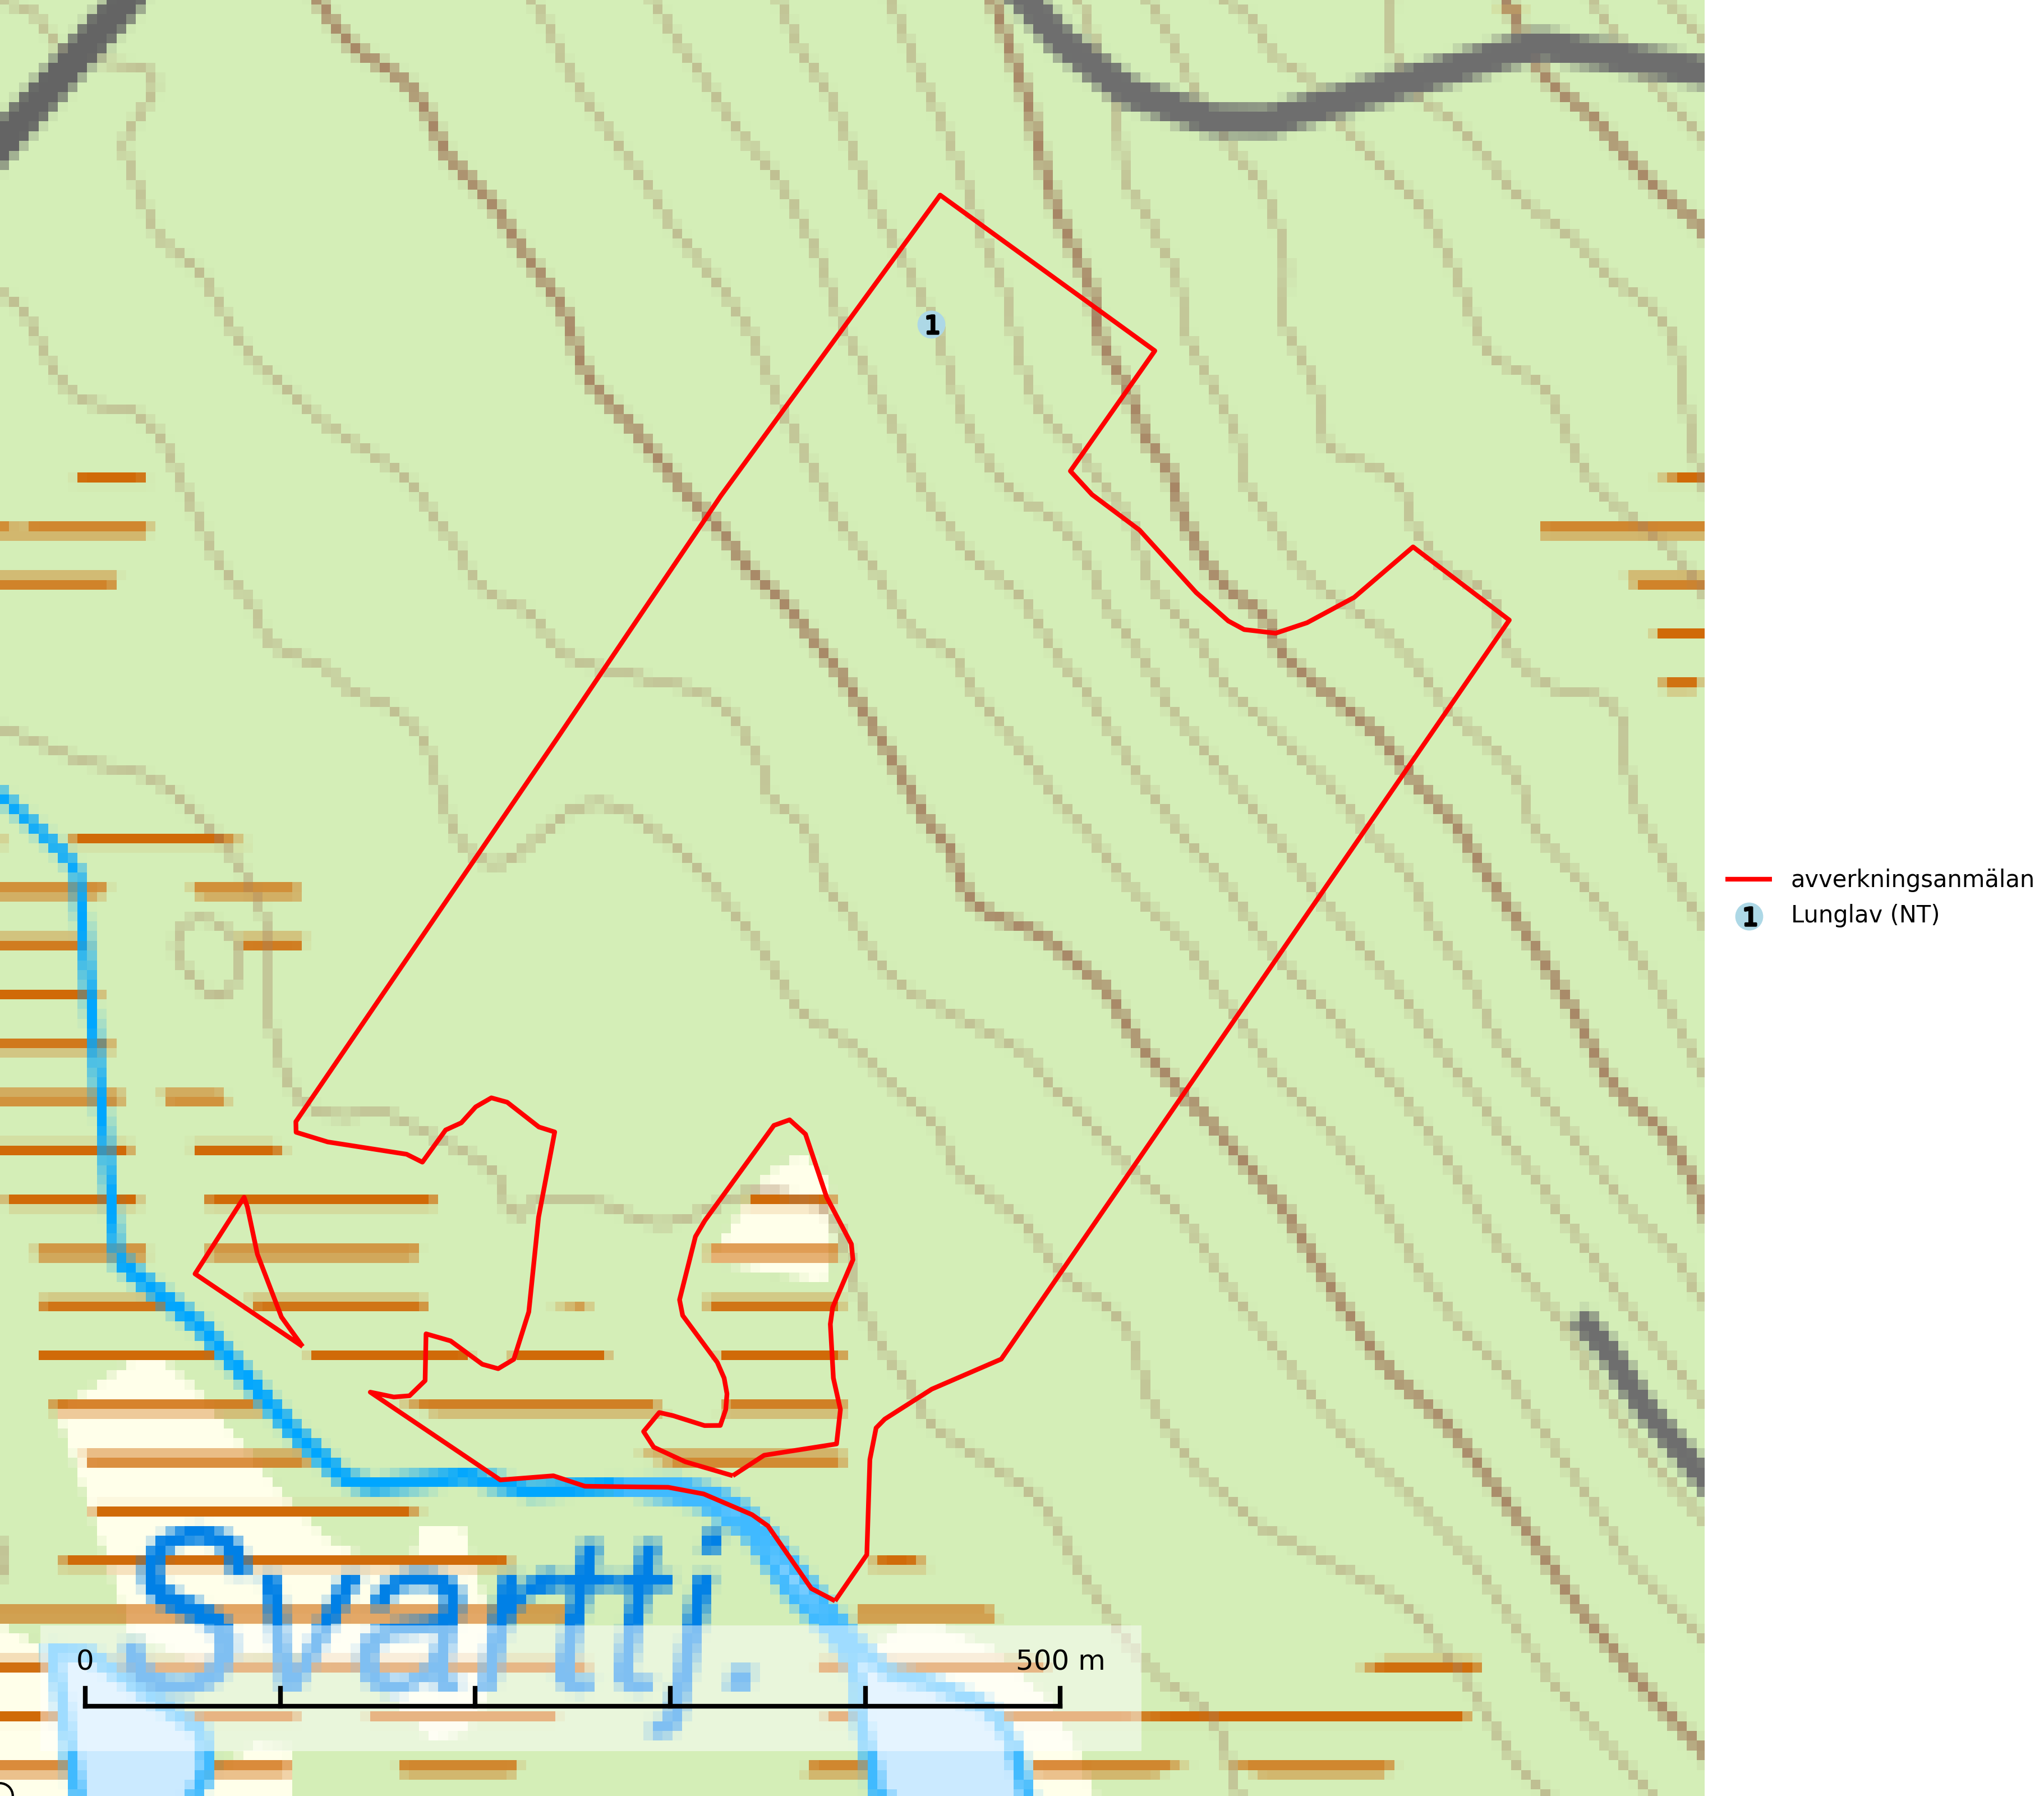 1
avverkningsanmälan
1 Lunglav (NT)
Svarttj.
0 500 m